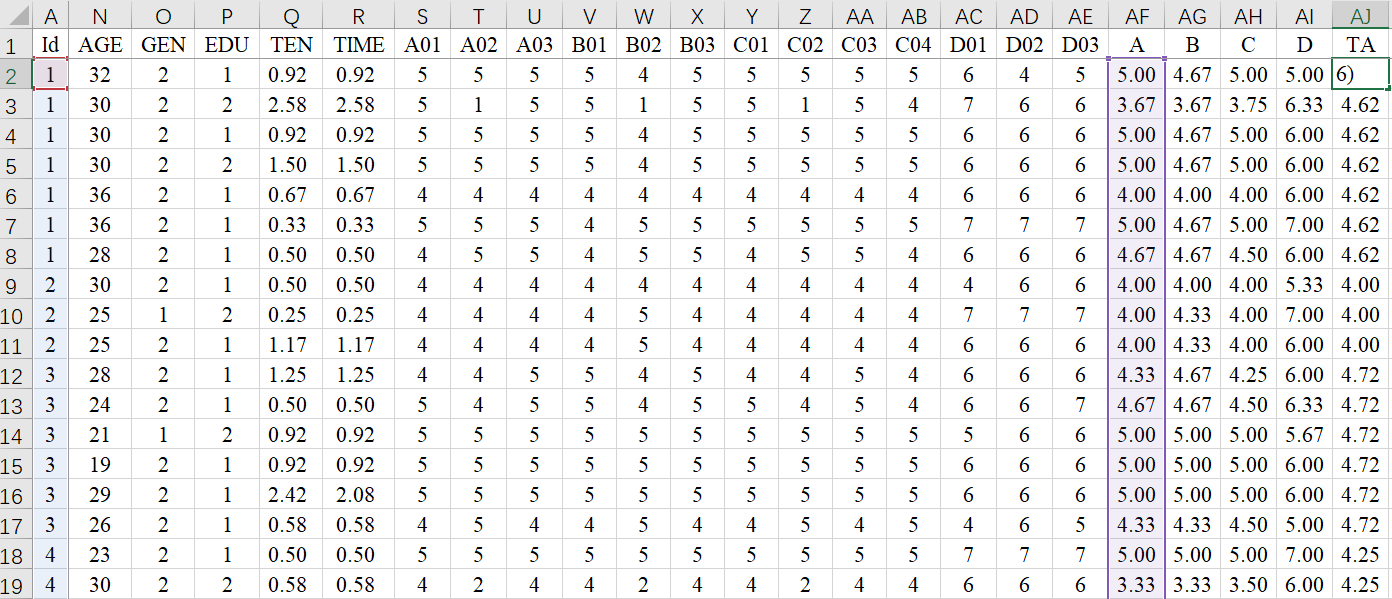 A N O P Q R S T U V W X Y Z AA AB AC AD AE AF AG AH AI AJ
1 Id AGE GEN EDU TEN TIME A01 A02 A03 B01 B02 B03 C01 C02 C03 C04 D01 D02 D03 A B C D TA
2 1 32 2 1 0.92 0.92 5 5 5 5 4 5 5 5 5 5 6 4 5 5.00 4.67 5.00 5.00 6)
3 1 30 2 2 2.58 2.58 5 1 5 5 1 5 5 1 5 4 7 6 6 3.67 3.67 3.75 6.33 4.62
4 1 30 2 1 0.92 0.92 5 5 5 5 4 5 5 5 5 5 6 6 6 5.00 4.67 5.00 6.00 4.62
5 1 30 2 2 1.50 1.50 5 5 5 5 4 5 5 5 5 5 6 6 6 5.00 4.67 5.00 6.00 4.62
6 1 36 2 1 0.67 0.67 4 4 4 4 4 4 4 4 4 4 6 6 6 4.00 4.00 4.00 6.00 4.62
7 1 36 2 1 0.33 0.33 5 5 5 4 5 5 5 5 5 5 7 7 7 5.00 4.67 5.00 7.00 4.62
8 1 28 2 1 0.50 0.50 4 5 5 4 5 5 4 5 5 4 6 6 6 4.67 4.67 4.50 6.00 4.62
9 2 30 2 1 0.50 0.50 4 4 4 4 4 4 4 4 4 4 4 6 6 4.00 4.00 4.00 5.33 4.00
10 2 25 1 2 0.25 0.25 4 4 4 4 5 4 4 4 4 4 7 7 7 4.00 4.33 4.00 7.00 4.00
11 2 25 2 1 1.17 1.17 4 4 4 4 5 4 4 4 4 4 6 6 6 4.00 4.33 4.00 6.00 4.00
12 3 28 2 1 1.25 1.25 4 4 5 5 4 5 4 4 5 4 6 6 6 4.33 4.67 4.25 6.00 4.72
13 3 24 2 1 0.50 0.50 5 4 5 5 4 5 5 4 5 4 6 6 7 4.67 4.67 4.50 6.33 4.72
14 3 21 1 2 0.92 0.92 5 5 5 5 5 5 5 5 5 5 5 6 6 5.00 5.00 5.00 5.67 4.72
15 3 19 2 1 0.92 0.92 5 5 5 5 5 5 5 5 5 5 6 6 6 5.00 5.00 5.00 6.00 4.72
16 3 29 2 1 2.42 2.08 5 5 5 5 5 5 5 5 5 5 6 6 6 5.00 5.00 5.00 6.00 4.72
17 3 26 2 1 0.58 0.58 4 5 4 4 5 4 4 5 4 5 4 6 5 4.33 4.33 4.50 5.00 4.72
18 4 23 2 1 0.50 0.50 5 5 5 5 5 5 5 5 5 5 7 7 7 5.00 5.00 5.00 7.00 4.25
19 4 30 2 2 0.58 0.58 4 2 4 4 2 4 4 2 4 4 6 6 6 3.33 3.33 3.50 6.00 4.25